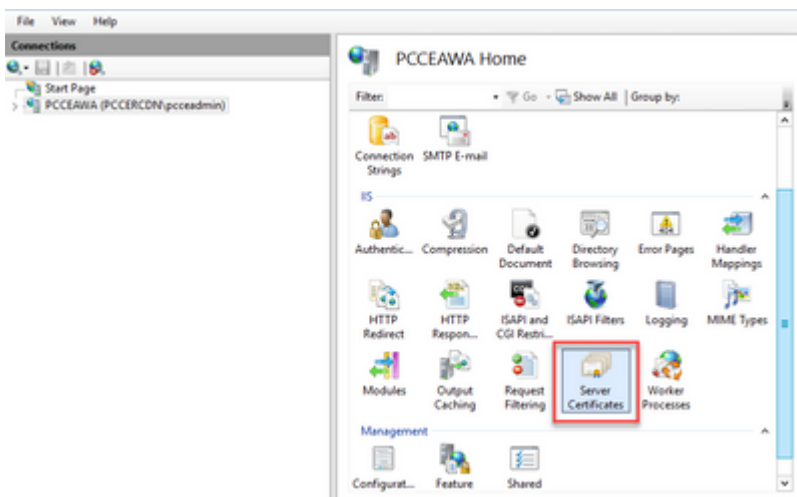 File View Help
Connections
Start Page
PCCEAWA (PCCERCDN\pcceadmin)
PCCEAWA Home
Filter: Go Show All Group by:
Connection Strings
SMTP E-mail
IIS
Authentic...
Compression
Default Document
Directory Browsing
Error Pages
Handler Mappings
HTTP Redirect
HTTP Respon...
ISAPI and CGI Restri...
ISAPI Filters
Logging
MIME Types
Modules
Output Caching
Request Filtering
Server Certificates
Worker Processes
Management
Configurat...
Feature
Shared